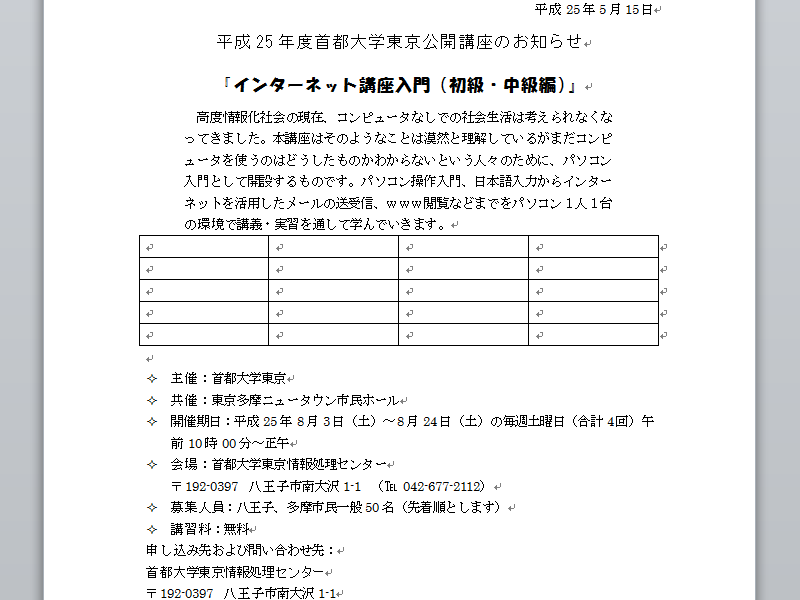 平成 25 年 5 月 15 日
平成 25 年度首都大学東京公開講座のお知らせ
『インターネット講座入門（初級・中級編）』
高度情報化社会の現在、コンピュータなしでの社会生活は考えられなくな
ってきました。本講座はそのようなことは漠然と理解しているがまだコンピ
ュータを使うのはどうしたものかわからないという人々のために、パソコン
入門として開設するものです。パソコン操作入門、日本語入力からインター
ネットを活用したメールの送受信、ｗｗｗ閲覧などまでをパソコン１人１台
の環境で講義・実習を通して学んでいきます。
主催：首都大学東京
共催：東京多摩ニュータウン市民ホール
開催期日：平成 25 年 8 月 3 日（土）～8 月 24 日（土）の毎週土曜日（合計 4 回）午
前 10 時 00 分～正午
会場：首都大学東京情報処理センター
〒192-0397　八王子市南大沢 1-1　（℡ 042-677-2112）
募集人員：八王子、多摩市民一般 50 名（先着順とします）
講習料：無料
申し込み先および問い合わせ先：
首都大学東京情報処理センター
〒192-0397　八王子市南大沢 1-1